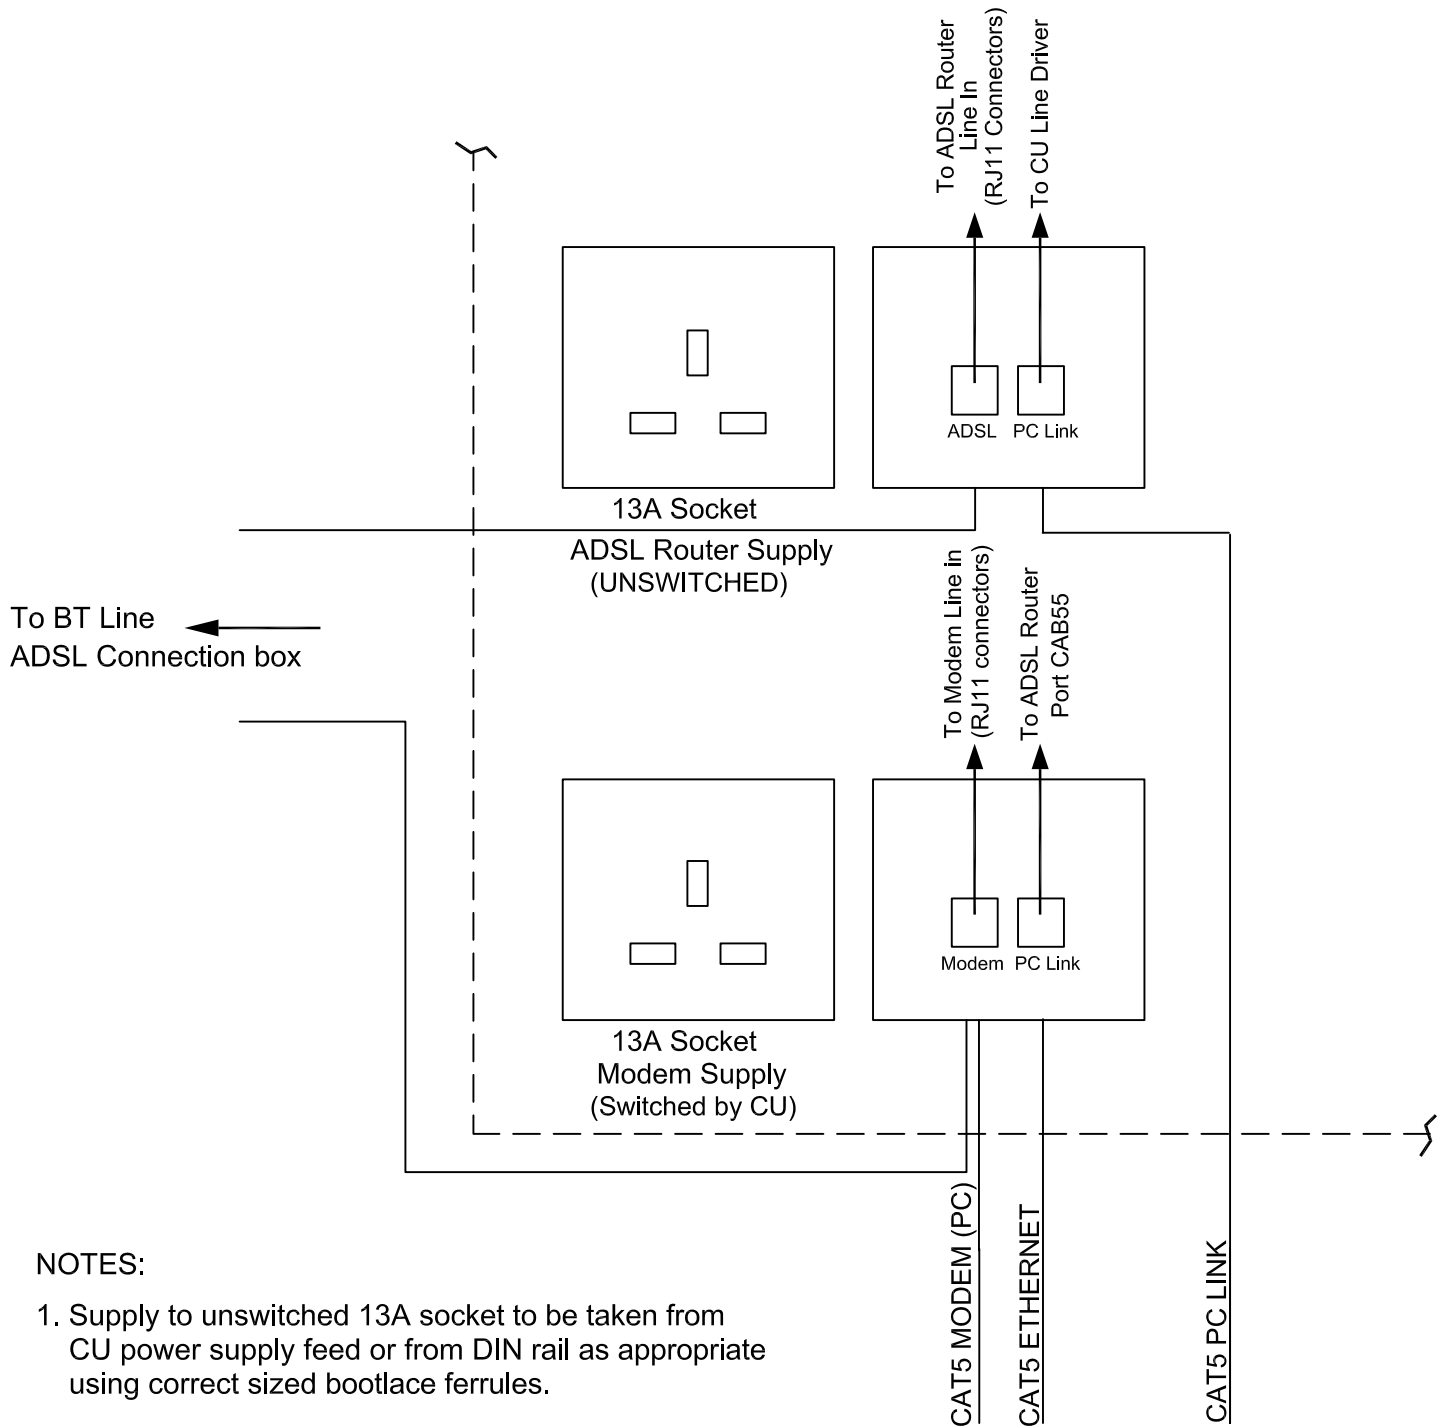 To ADSL Router
Line In
(RJ11 Connectors)
To CU Line Driver
ADSL
PC Link
13A Socket
ADSL Router Supply
(UNSWITCHED)
To BT Line
ADSL Connection box
To Modem Line in
(RJ11 connectors)
To ADSL Router
Port CAB55
Modem
PC Link
13A Socket
Modem Supply
(Switched by CU)
CAT5 MODEM (PC)
CAT5 ETHERNET
CAT5 PC LINK
NOTES:
1. Supply to unswitched 13A socket to be taken from
CU power supply feed or from DIN rail as appropriate
using correct sized bootlace ferrules.